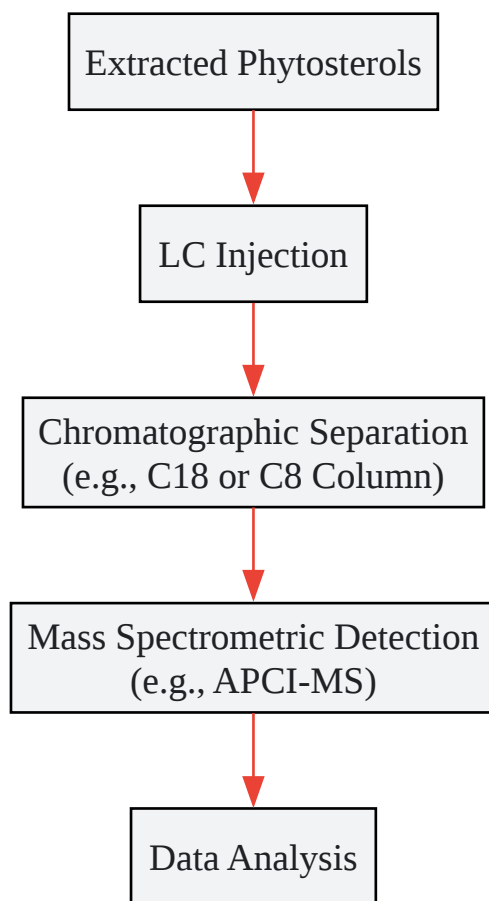 Extracted Phytosterols
LC Injection
Chromatographic Separation
(e.g., C18 or C8 Column)
Mass Spectrometric Detection
(e.g., APCI-MS)
Data Analysis